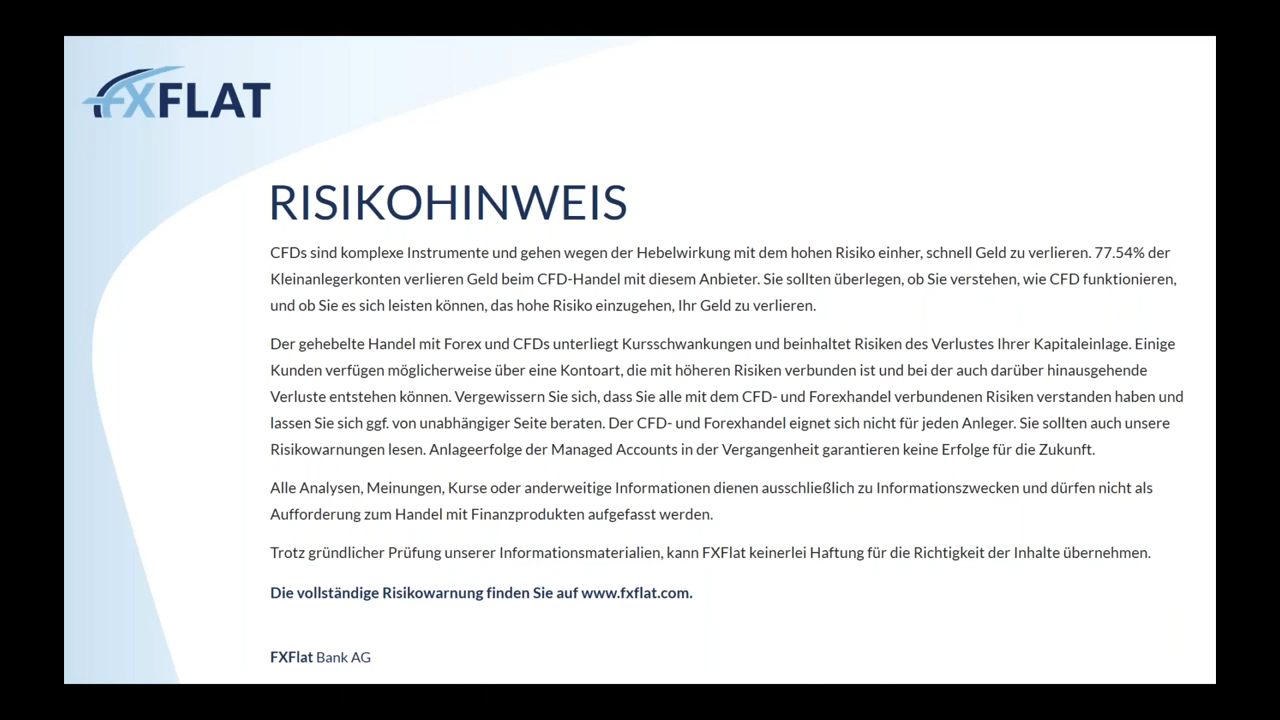 FXFLAT
RISIKOHINWEIS
CFDs sind komplexe Instrumente und gehen wegen der Hebelwirkung mit dem hohen Risiko einher, schnell Geld zu verlieren. 77.54% der
Kleinanlegerkonten verlieren Geld beim CFD-Handel mit diesem Anbieter. Sie sollten überlegen, ob Sie verstehen, wie CFD funktionieren,
und ob Sie es sich leisten können, das hohe Risiko einzugehen, Ihr Geld zu verlieren.
Der gehebelte Handel mit Forex und CFDs unterliegt Kursschwankungen und beinhaltet Risiken des Verlustes Ihrer Kapitaleinlage. Einige
Kunden verfügen möglicherweise über eine Kontoart, die mit höheren Risiken verbunden ist und bei der auch darüber hinausgehende
Verluste entstehen können. Vergewissern Sie sich, dass Sie alle mit dem CFD- und Forexhandel verbundenen Risiken verstanden haben und
lassen Sie sich ggf. von unabhängiger Seite beraten. Der CFD- und Forexhandel eignet sich nicht für jeden Anleger. Sie sollten auch unsere
Risikowarnungen lesen. Anlageerfolge der Managed Accounts in der Vergangenheit garantieren keine Erfolge für die Zukunft.
Alle Analysen, Meinungen, Kurse oder anderweitige Informationen dienen ausschließlich zu Informationszwecken und dürfen nicht als
Aufforderung zum Handel mit Finanzprodukten aufgefasst werden.
Trotz gründlicher Prüfung unserer Informationsmaterialien, kann FXFlat keinerlei Haftung für die Richtigkeit der Inhalte übernehmen.
Die vollständige Risikowarnung finden Sie auf www.fxflat.com.
FXFlat Bank AG